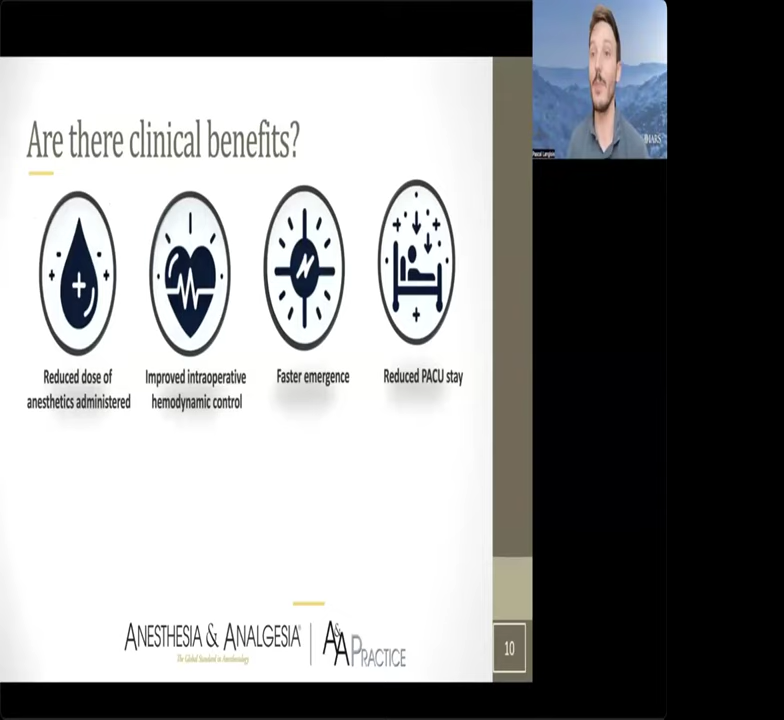 Are there clinical benefits?
Reduced dose of
anesthetics administered
Improved intraoperative
hemodynamic control
Faster emergence
Reduced PACU stay
ANESTHESIA & ANALGESIA
The Global Standard in Anesthesiology
A&A PRACTICE
10